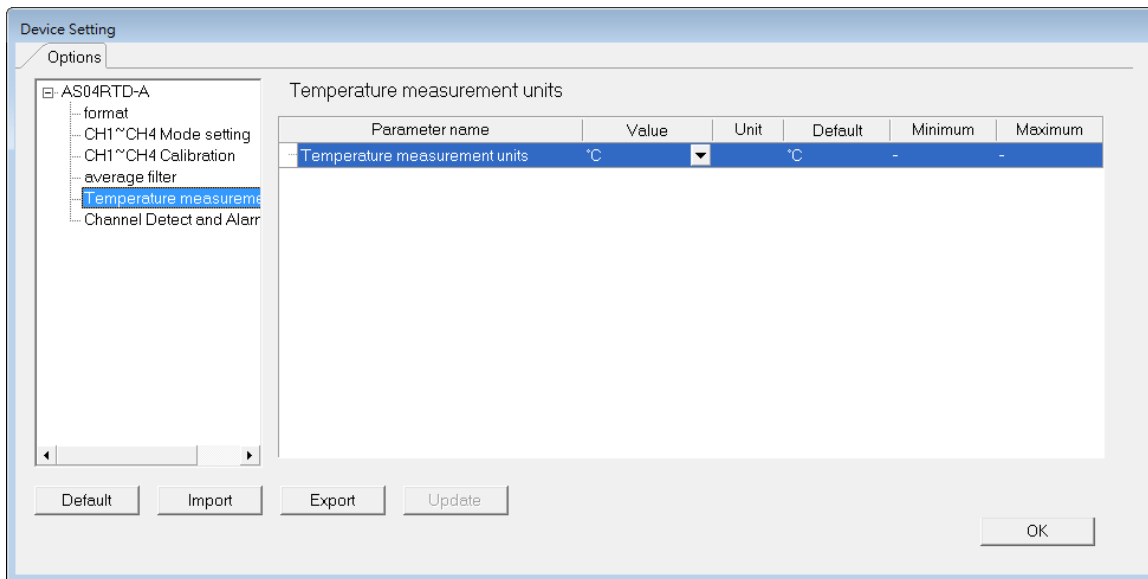 Device Setting
Options
AS04RTD-A
format
CH1~CH4 Mode setting
CH1~CH4 Calibration
average filter
Temperature measureme
Channel Detect and Alarr
Temperature measurement units
Parameter name Value Unit Default Minimum Maximum
Temperature measurement units °C °C - -
Default Import Export Update
OK